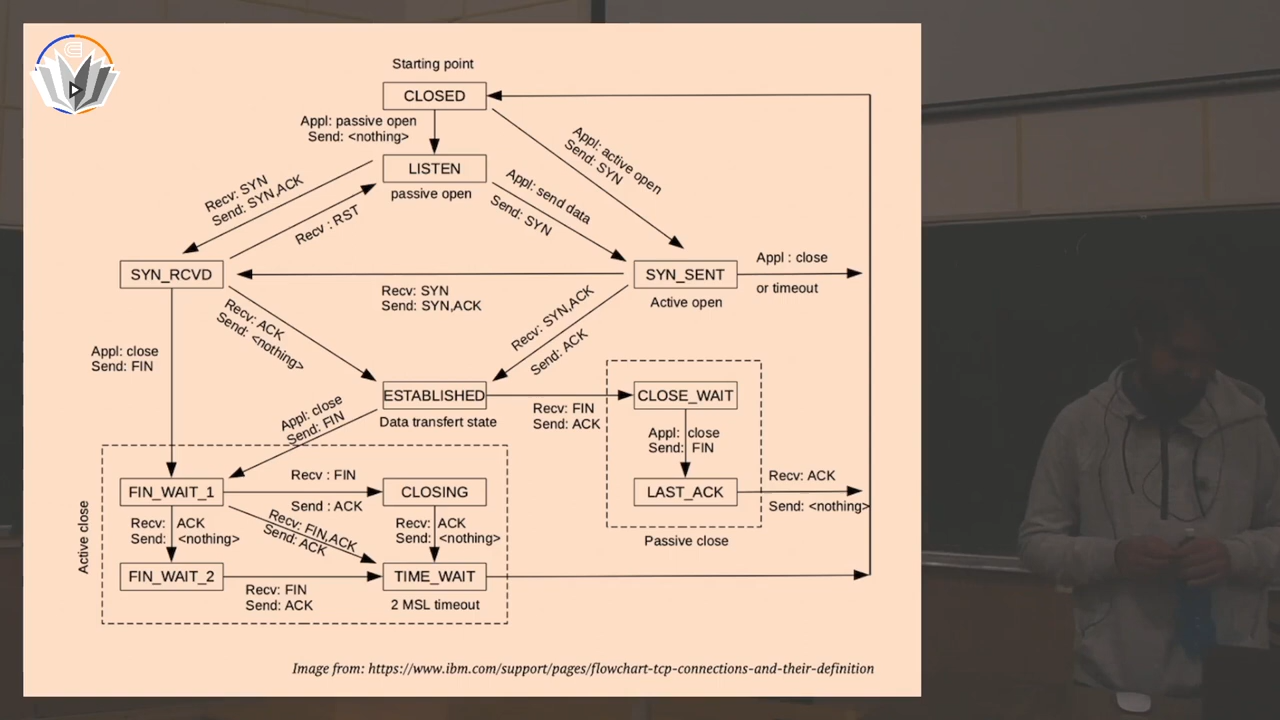 Starting point
CLOSED
Appl: passive open
Send: <nothing>
Appl: active open
Send: SYN
LISTEN
passive open
Recv: SYN
Send: SYN,ACK
Recv : RST
Appl: send data
Send: SYN
SYN_RCVD
SYN_SENT
Active open
Appl : close
or timeout
Recv: SYN
Send: SYN,ACK
Recv: ACK
Send: <nothing>
Recv: SYN,ACK
Send: ACK
Appl: close
Send: FIN
ESTABLISHED
Data transfert state
Recv: FIN
Send: ACK
CLOSE_WAIT
Appl: close
Send: FIN
Appl: close
Send: FIN
LAST_ACK
Recv: ACK
Send: <nothing>
Passive close
Active close
FIN_WAIT_1
Recv : FIN
Send : ACK
CLOSING
Recv: ACK
Send: <nothing>
Recv: FIN,ACK
Send: ACK
Recv: ACK
Send: <nothing>
FIN_WAIT_2
Recv: FIN
Send: ACK
TIME_WAIT
2 MSL timeout
Image from: https://www.ibm.com/support/pages/flowchart-tcp-connections-and-their-definition